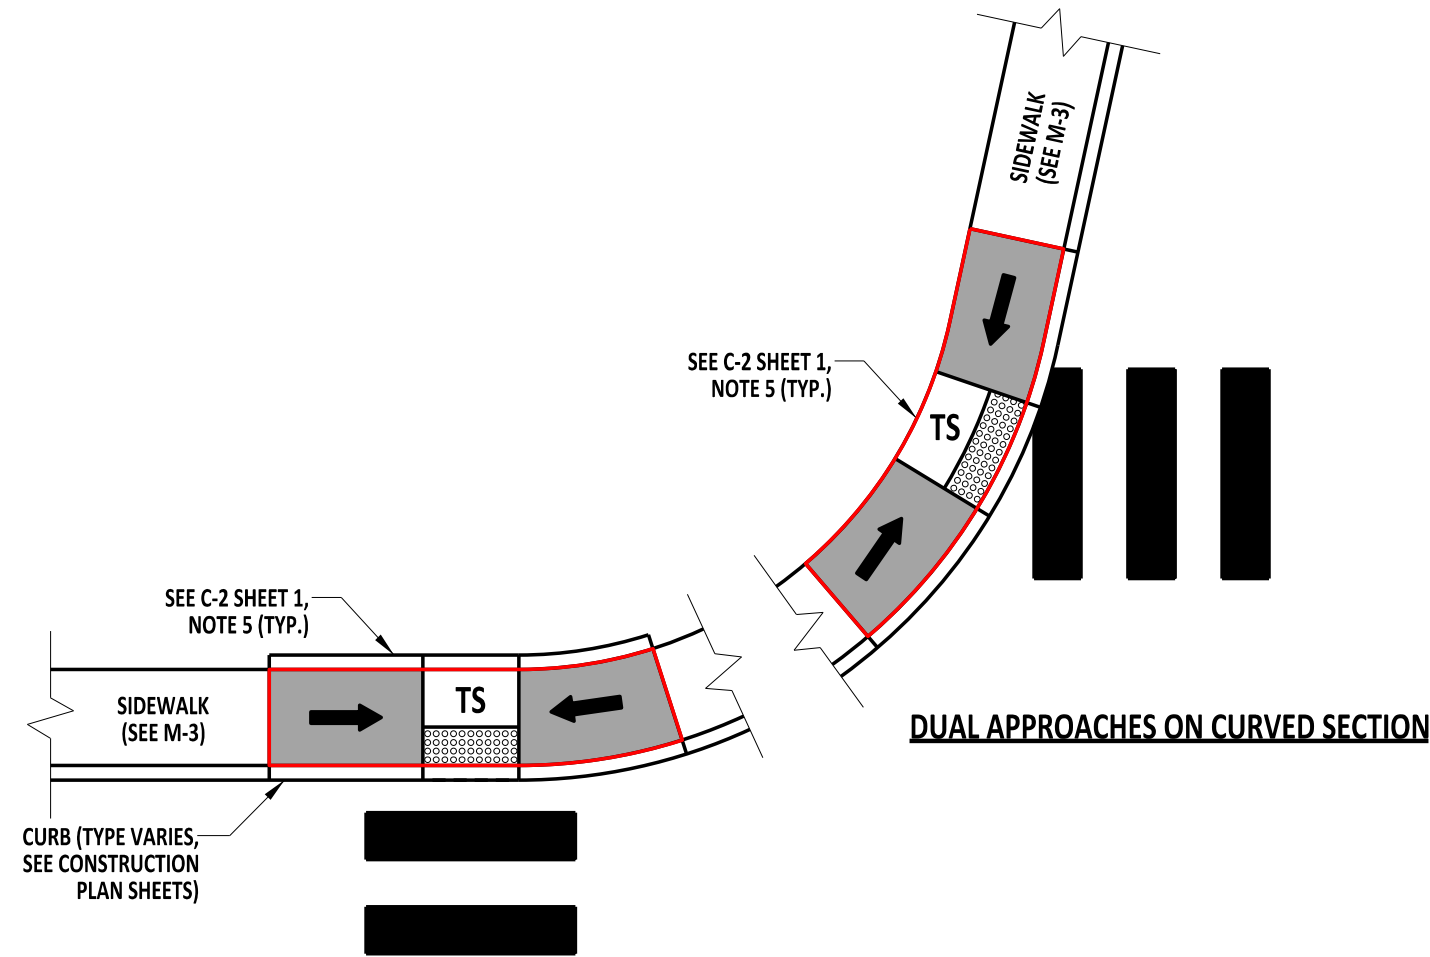 SIDEWALK
(SEE M-3)
SEE C-2 SHEET 1,
NOTE 5 (TYP.)
TS
SEE C-2 SHEET 1,
NOTE 5 (TYP.)
SIDEWALK
(SEE M-3)
TS
DUAL APPROACHES ON CURVED SECTION
CURB (TYPE VARIES,
SEE CONSTRUCTION
PLAN SHEETS)